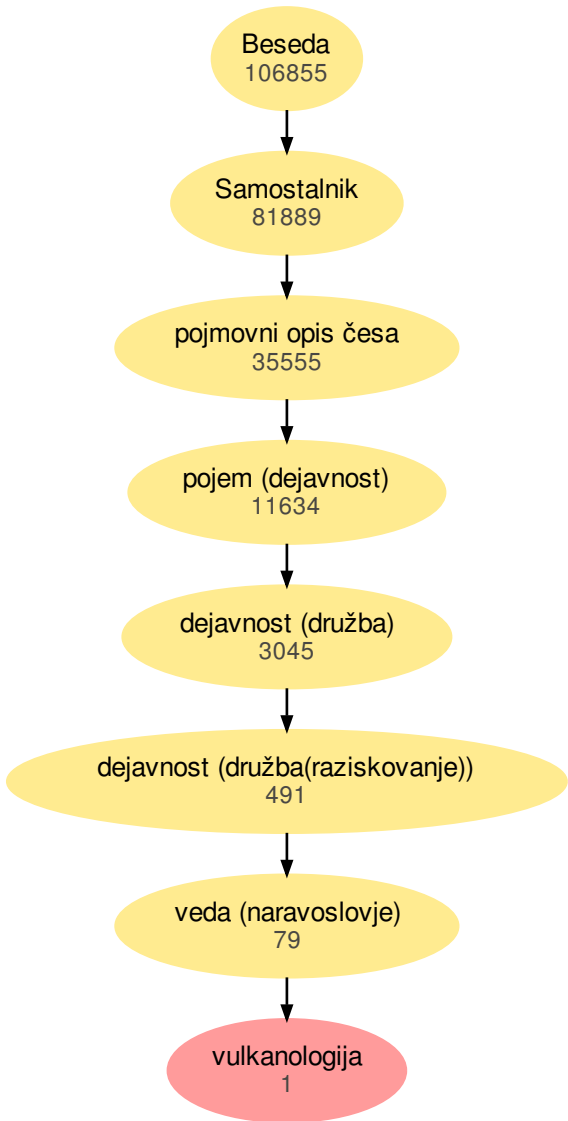 Beseda
106855
Samostalnik
81889
pojmovni opis česa
35555
pojem (dejavnost)
11634
dejavnost (družba)
3045
dejavnost (družba(raziskovanje))
491
veda (naravoslovje)
79
vulkanologija
1